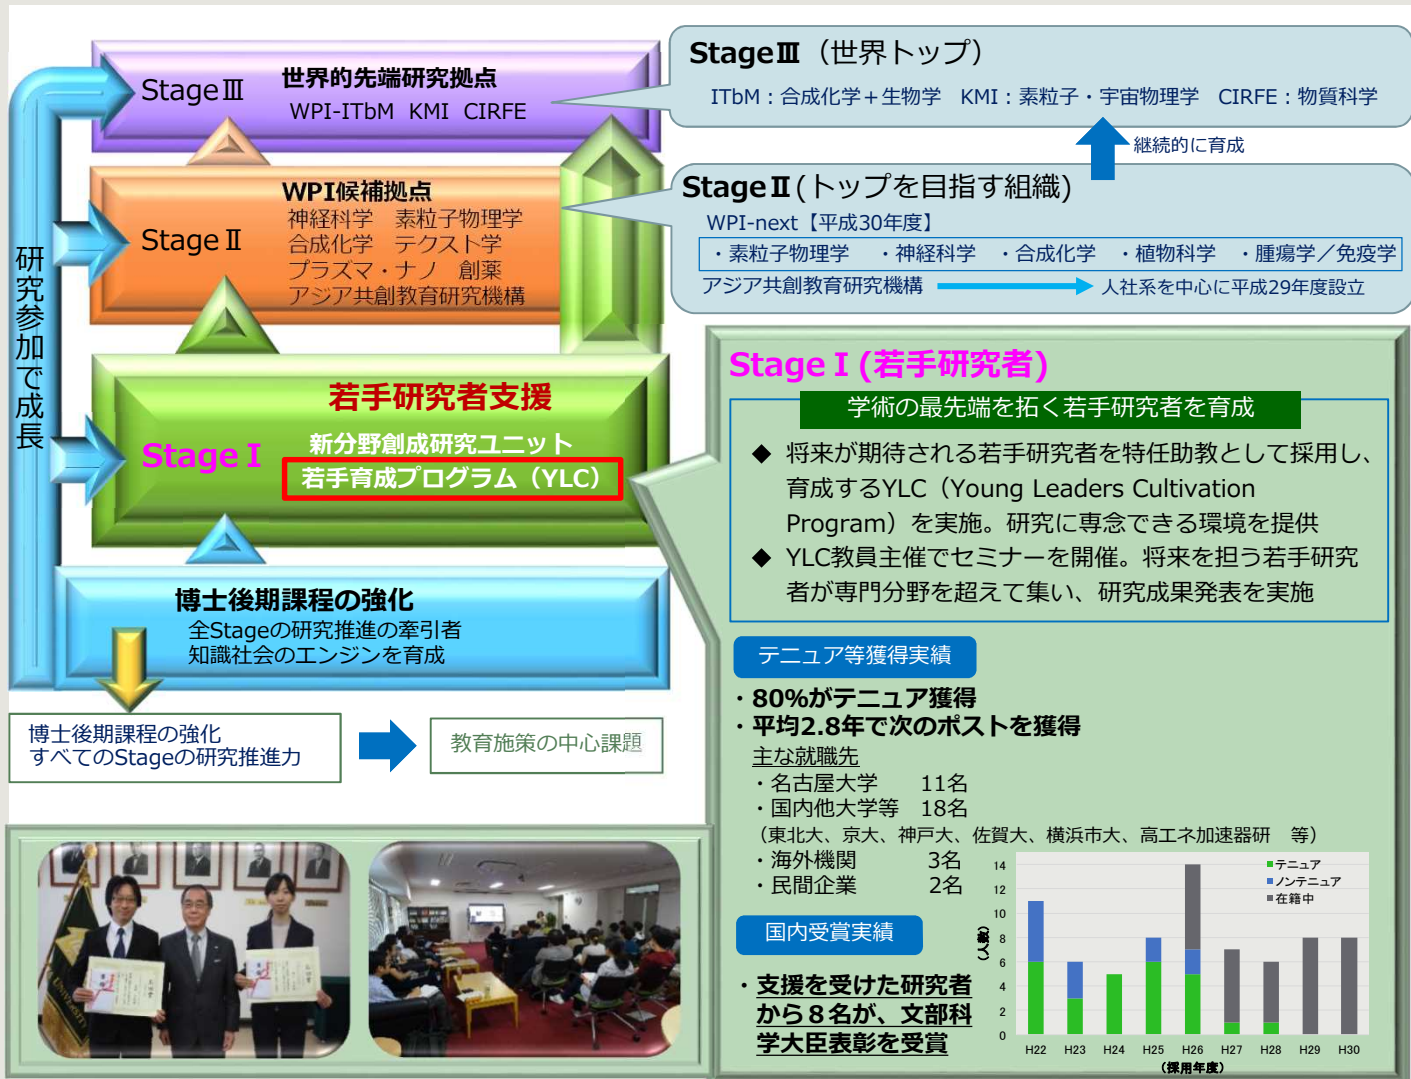 StageⅢ
世界的先端研究拠点
WPI-ITbM KMI CIRFE
StageⅢ（世界トップ）
ITbM：合成化学＋生物学 KMI：素粒子・宇宙物理学 CIRFE：物質科学
継続的に育成
StageⅡ
WPI候補拠点
神経科学 素粒子物理学
合成化学 テクスト学
プラズマ・ナノ 創薬
アジア共創教育研究機構
StageⅡ(トップを目指す組織)
WPI-next【平成30年度】
・素粒子物理学 ・神経科学 ・合成化学 ・植物科学 ・腫瘍学／免疫学
アジア共創教育研究機構
人社系を中心に平成29年度設立
研究参加で成長
若手研究者支援
StageⅠ
新分野創成研究ユニット
若手育成プログラム（YLC）
博士後期課程の強化
全Stageの研究推進の牽引者
知識社会のエンジンを育成
博士後期課程の強化
すべてのStageの研究推進力
教育施策の中心課題
StageⅠ(若手研究者)
学術の最先端を拓く若手研究者を育成
◆ 将来が期待される若手研究者を特任助教として採用し、
育成するYLC（Young Leaders Cultivation
Program）を実施。研究に専念できる環境を提供
◆ YLC教員主催でセミナーを開催。将来を担う若手研究
者が専門分野を超えて集い、研究成果発表を実施
テニュア等獲得実績
・80%がテニュア獲得
・平均2.8年で次のポストを獲得
主な就職先
・名古屋大学 11名
・国内他大学等 18名
（東北大、京大、神戸大、佐賀大、横浜市大、高エネ加速器研 等）
・海外機関 3名
・民間企業 2名
国内受賞実績
・支援を受けた研究者
から８名が、文部科
学大臣表彰を受賞
テニュア
ノンテニュア
在籍中
14
12
10
8
6
4
2
0
H22 H23 H24 H25 H26 H27 H28 H29 H30
（採用年度）
UNIVERSITY